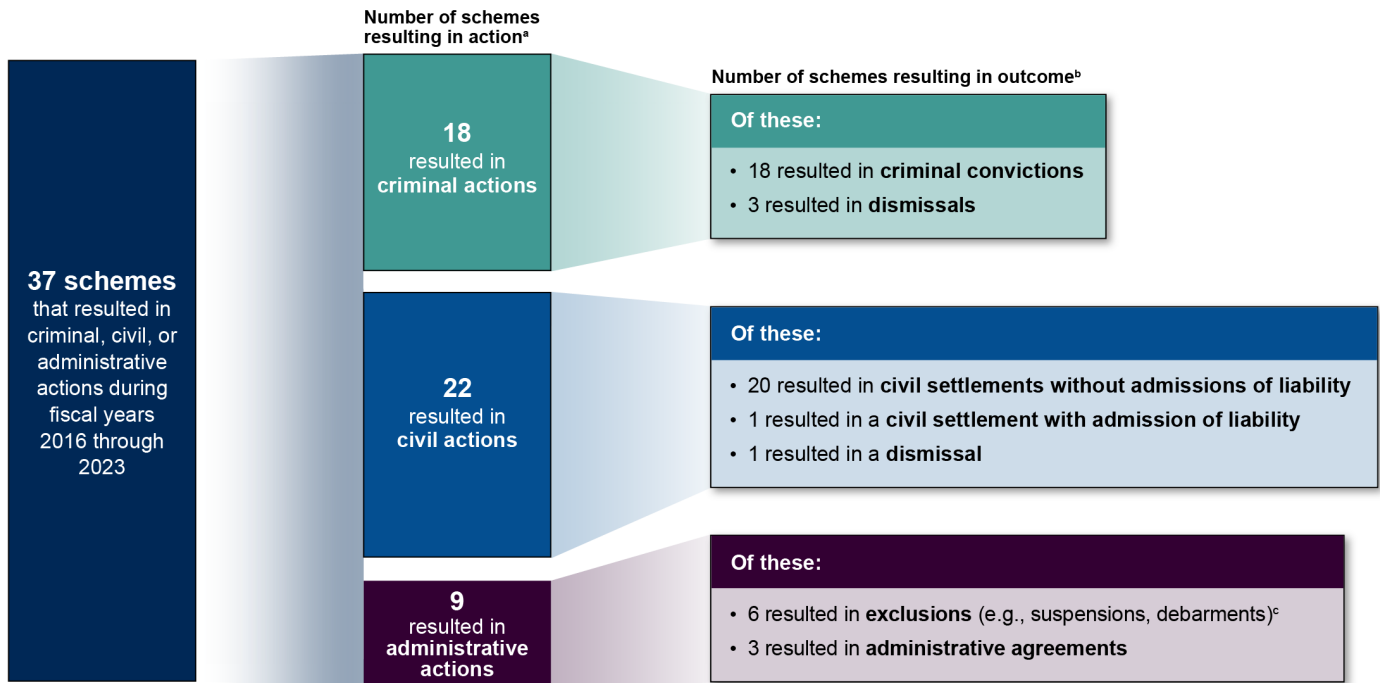 Number of schemes
resulting in actionᵃ
37 schemes
that resulted in
criminal, civil, or
administrative
actions during
fiscal years
2016 through
2023
18
resulted in
criminal actions
Number of schemes resulting in outcomeᵇ
Of these:
• 18 resulted in criminal convictions
• 3 resulted in dismissals
22
resulted in
civil actions
Of these:
• 20 resulted in civil settlements without admissions of liability
• 1 resulted in a civil settlement with admission of liability
• 1 resulted in a dismissal
9
resulted in
administrative
actions
Of these:
• 6 resulted in exclusions (e.g., suspensions, debarments)ᶜ
• 3 resulted in administrative agreements